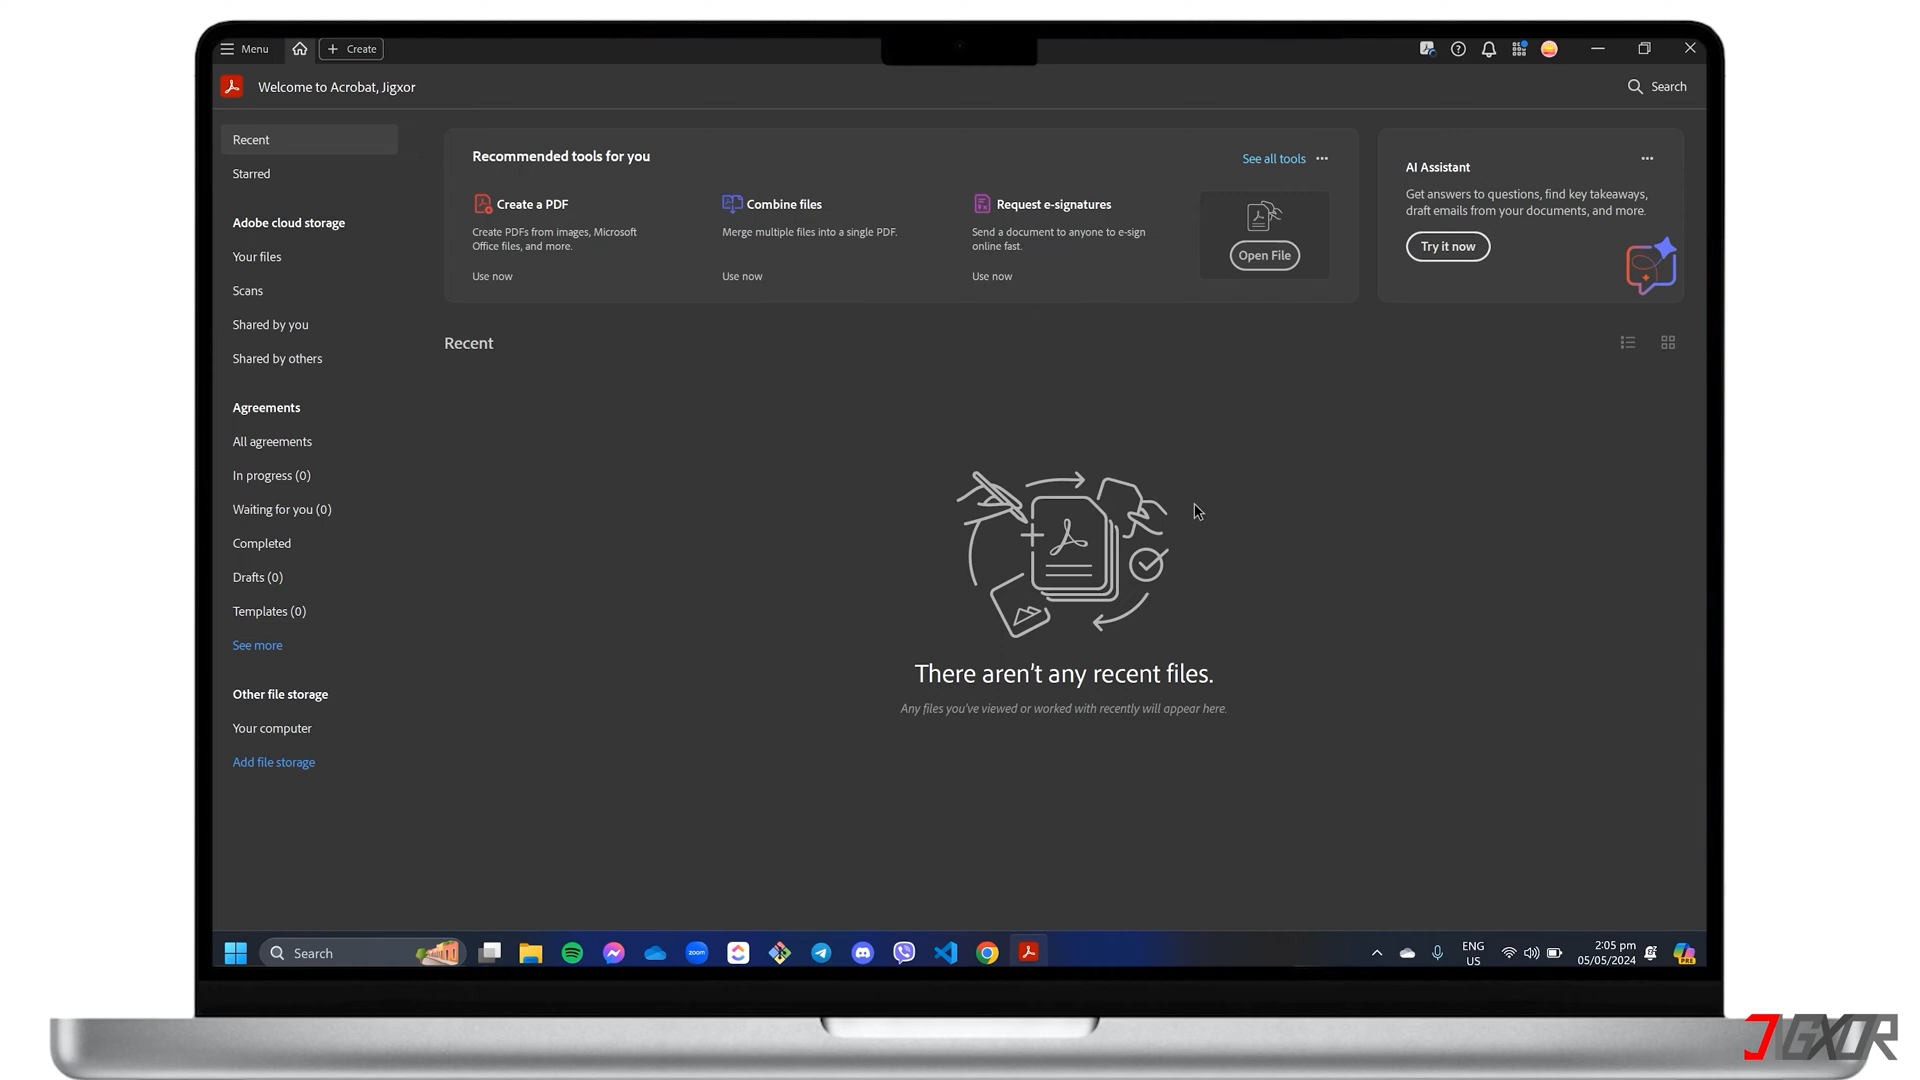 Menu
Create
Welcome to Acrobat, Jigxor
Search
Recent
Starred
Adobe cloud storage
Your files
Scans
Shared by you
Shared by others
Agreements
All agreements
In progress (0)
Waiting for you (0)
Completed
Drafts (0)
Templates (0)
See more
Other file storage
Your computer
Add file storage
Recommended tools for you
See all tools
Create a PDF
Create PDFs from images, Microsoft
Office files, and more.
Use now
Combine files
Merge multiple files into a single PDF.
Use now
Request e-signatures
Send a document to anyone to e-sign
online fast.
Use now
Open File
AI Assistant
Get answers to questions, find key takeaways,
draft emails from your documents, and more.
Try it now
Recent
There aren't any recent files.
Any files you've viewed or worked with recently will appear here.
Search
zoom
ENG
US
2:05 pm
05/05/2024
PRE
JIGXOR